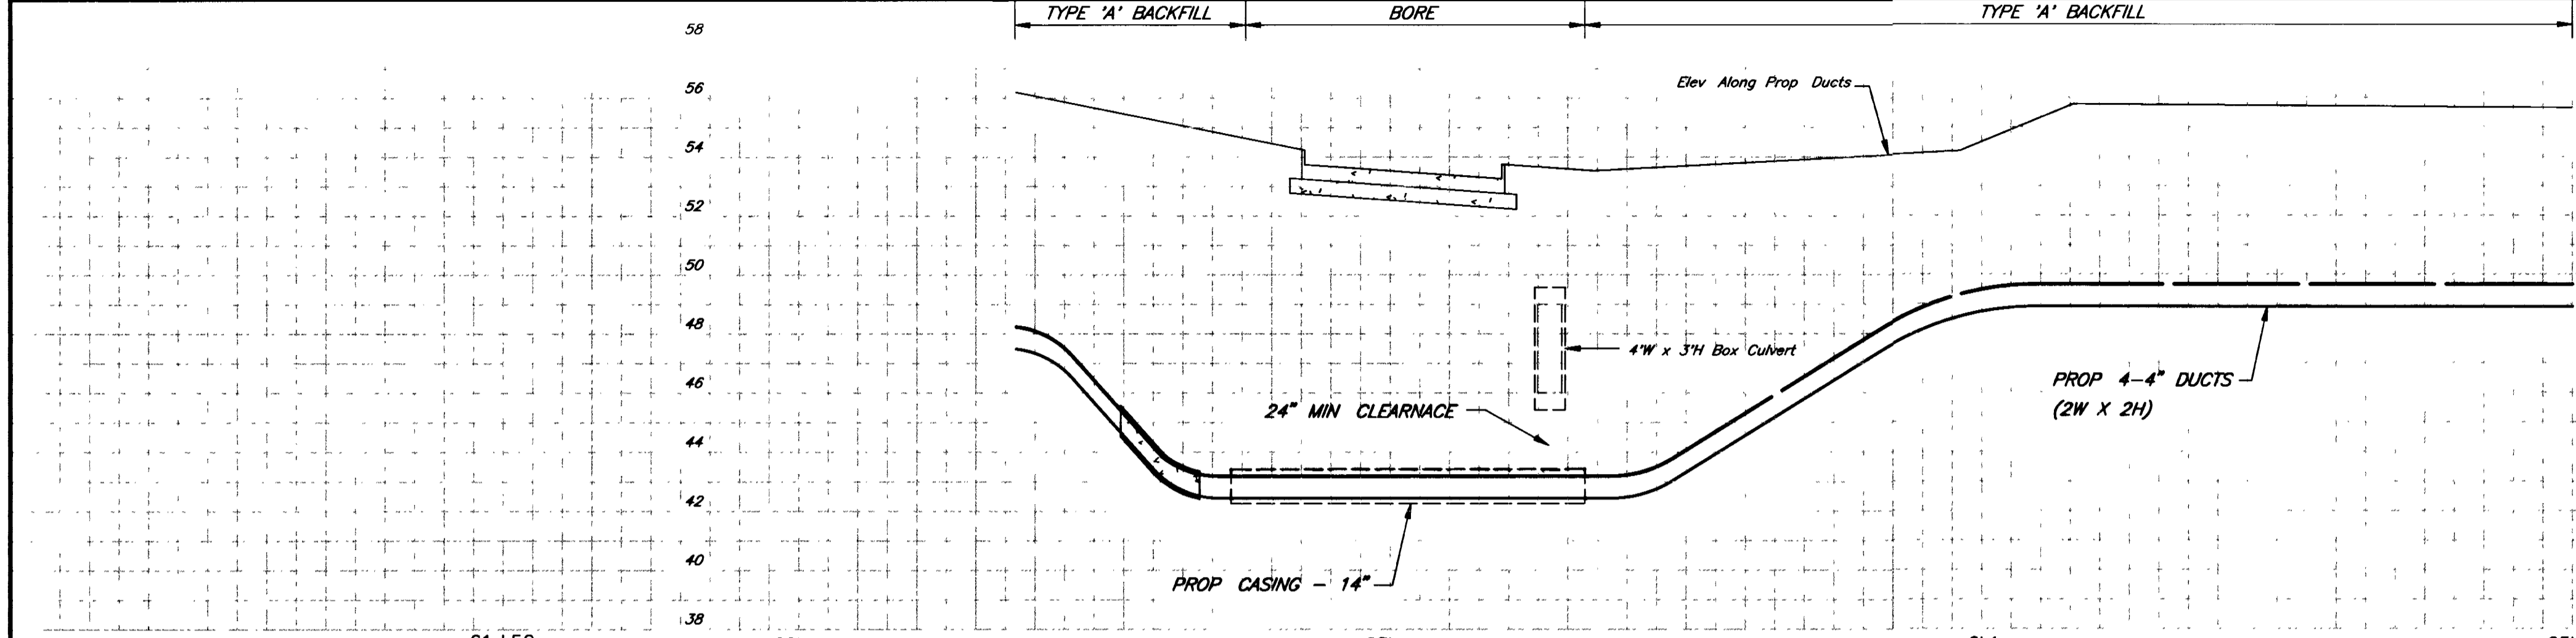 TYPE 'A' BACKFILL
BORE
TYPE 'A' BACKFILL
58
56
54
52
50
48
46
44
42
40
38
Elev Along Prop Ducts
4'W x 3'H Box Culvert
24" MIN CLEARNACE
PROP 4-4" DUCTS
(2W X 2H)
PROP CASING - 14"